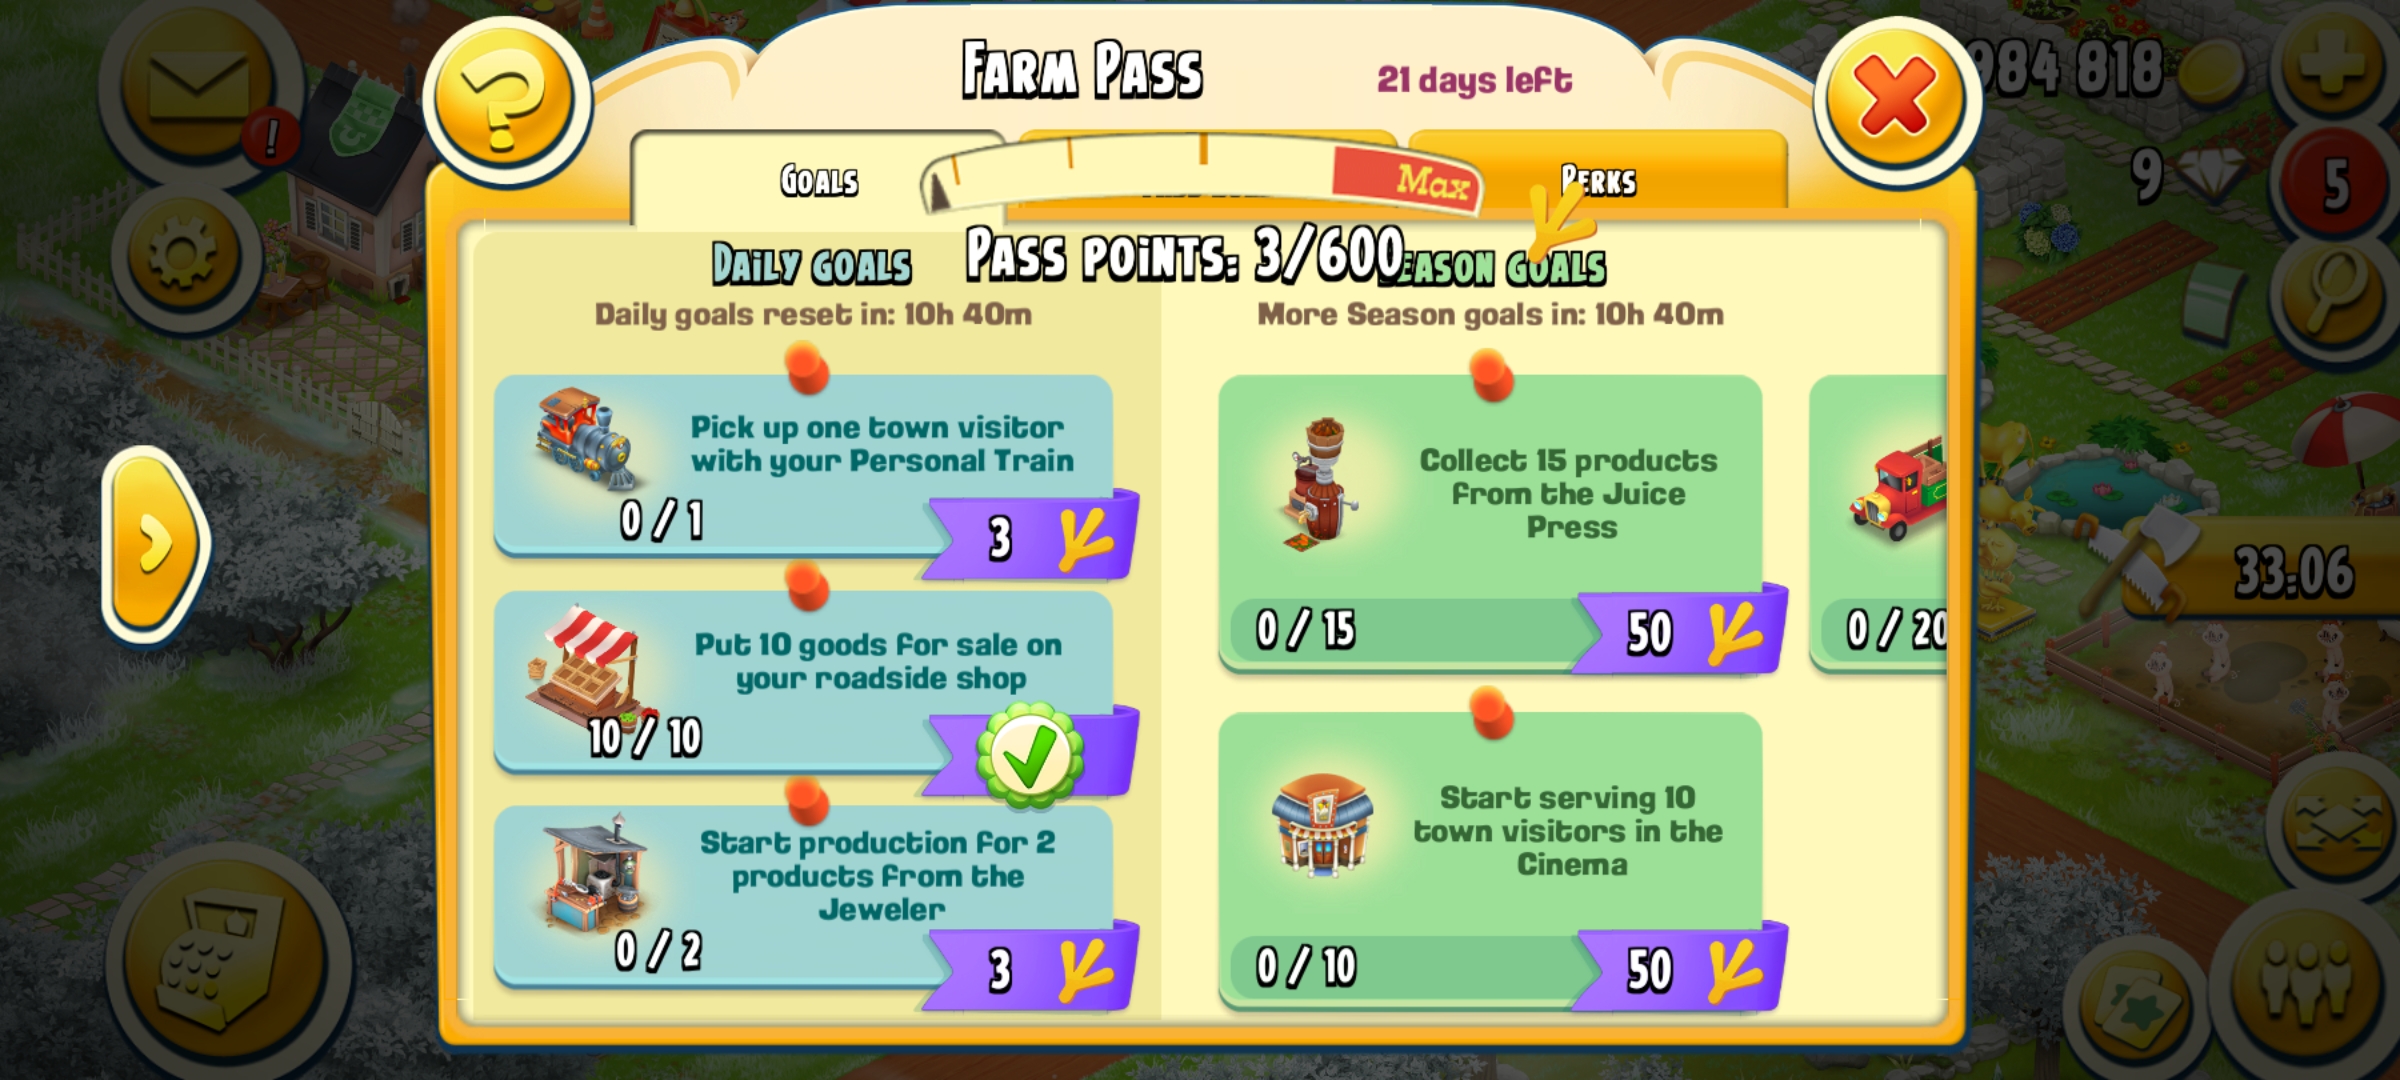 FARM PASS
21 days left
984 818
!
GOALS
Max
PERKS
9
5
DAILY GOALS
PASS POINTS: 3/600
EASON GOALS
Daily goals reset in: 10h 40m
More Season goals in: 10h 40m
Pick up one town visitor
with your Personal Train
0 / 1
3
Put 10 goods for sale on
your roadside shop
10 / 10
Start production for 2
products from the
Jeweler
0 / 2
3
Collect 15 products
from the Juice
Press
0 / 15
50
0 / 20
Start serving 10
town visitors in the
Cinema
0 / 10
50
33:06